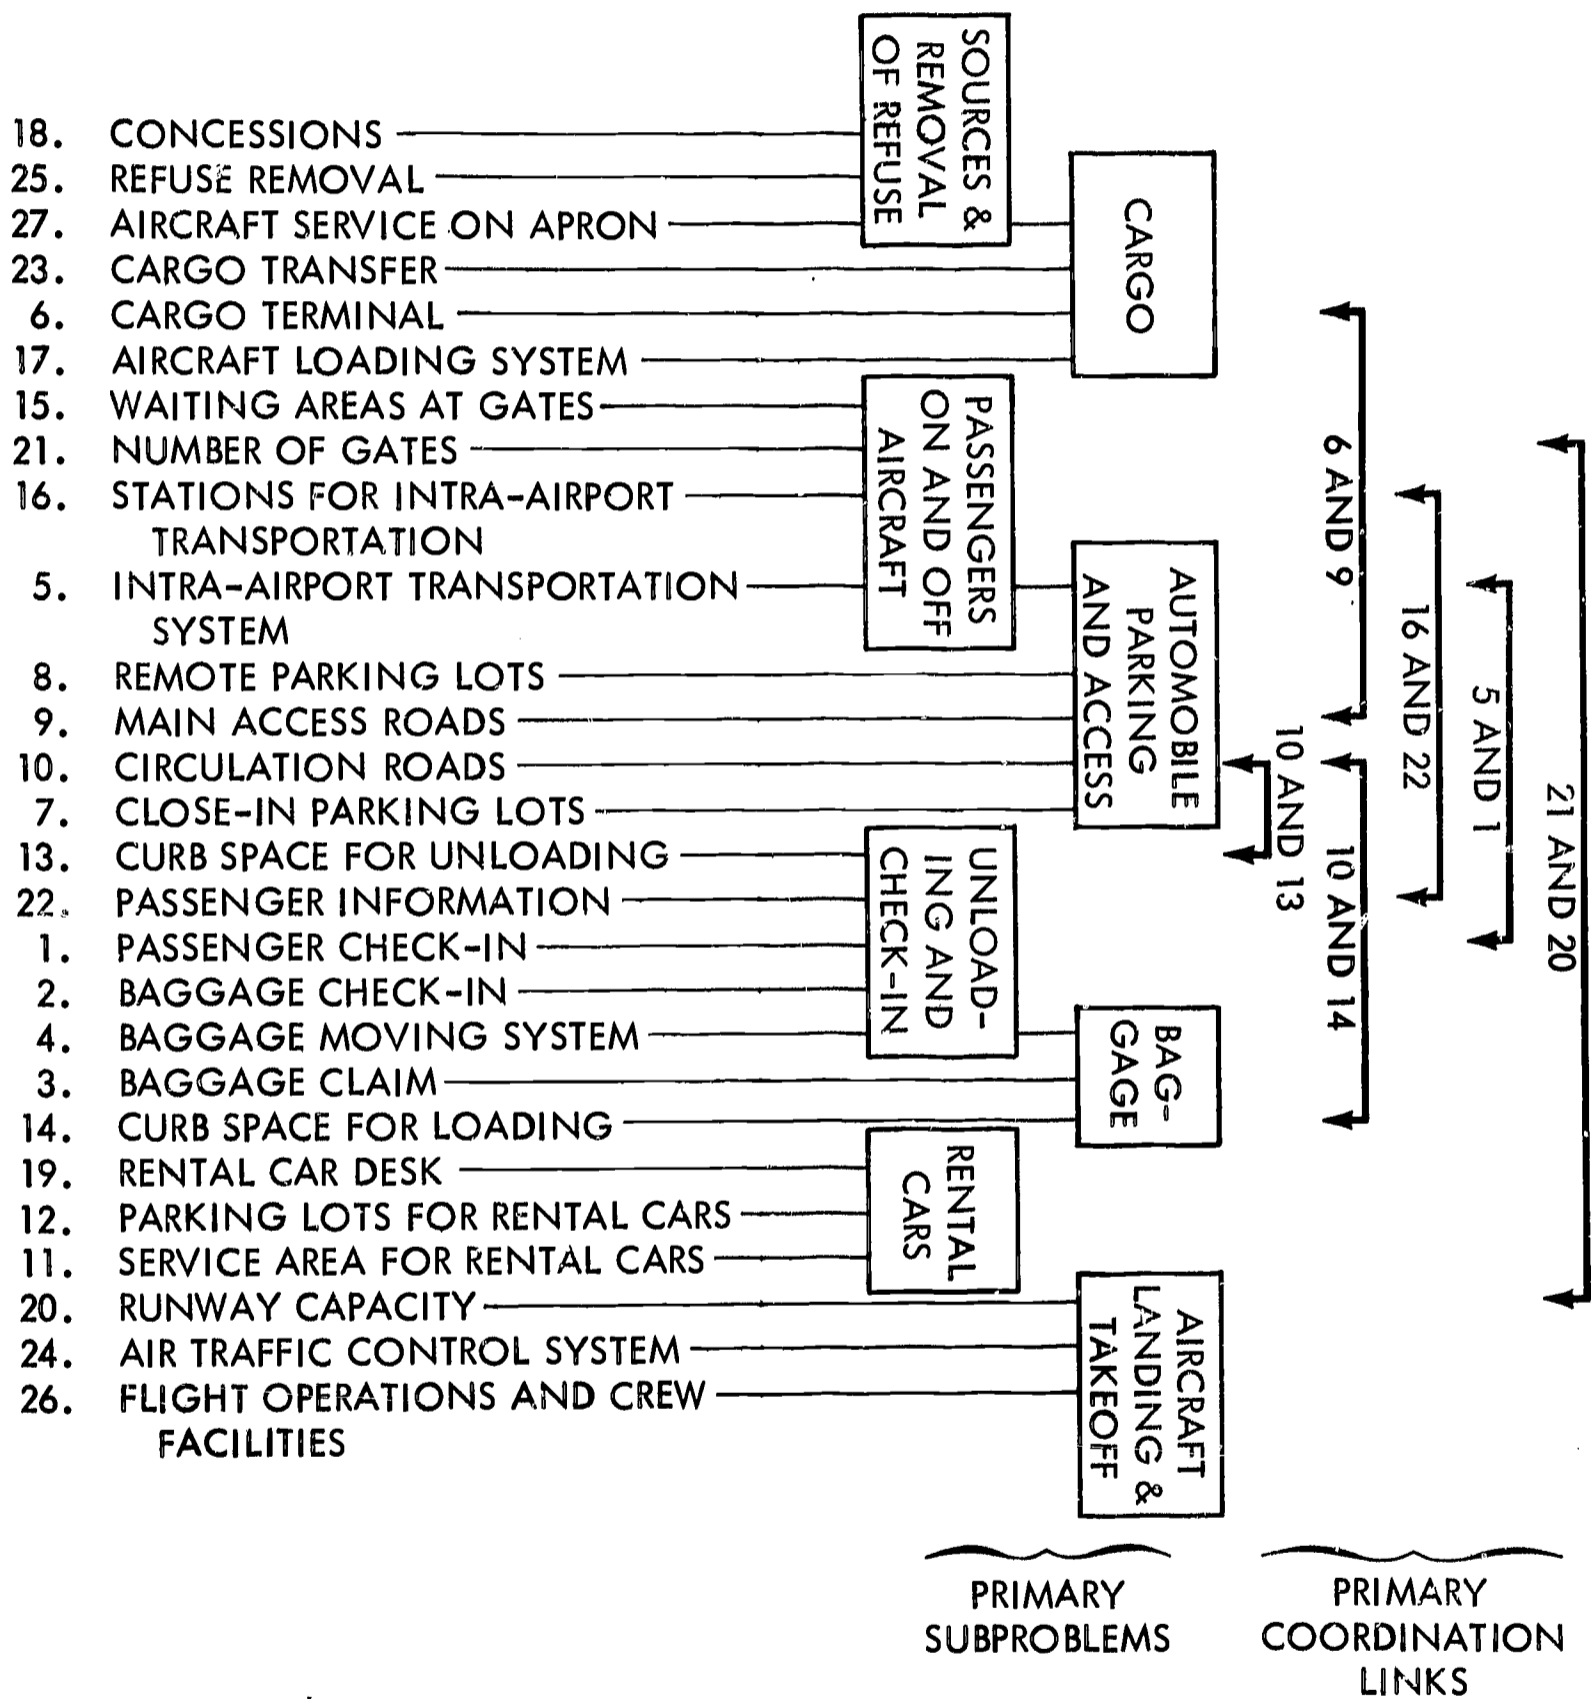 18. CONCESSIONS
25. REFUSE REMOVAL
27. AIRCRAFT SERVICE ON APRON
23. CARGO TRANSFER
6. CARGO TERMINAL
17. AIRCRAFT LOADING SYSTEM
15. WAITING AREAS AT GATES
21. NUMBER OF GATES
16. STATIONS FOR INTRA-AIRPORT
TRANSPORTATION
5. INTRA-AIRPORT TRANSPORTATION
SYSTEM
8. REMOTE PARKING LOTS
9. MAIN ACCESS ROADS
10. CIRCULATION ROADS
7. CLOSE-IN PARKING LOTS
13. CURB SPACE FOR UNLOADING
22. PASSENGER INFORMATION
1. PASSENGER CHECK-IN
2. BAGGAGE CHECK-IN
4. BAGGAGE MOVING SYSTEM
3. BAGGAGE CLAIM
14. CURB SPACE FOR LOADING
19. RENTAL CAR DESK
12. PARKING LOTS FOR RENTAL CARS
11. SERVICE AREA FOR RENTAL CARS
20. RUNWAY CAPACITY
24. AIR TRAFFIC CONTROL SYSTEM
26. FLIGHT OPERATIONS AND CREW
FACILITIES
SOURCES &
REMOVAL
OF REFUSE
CARGO
PASSENGERS
ON AND OFF
AIRCRAFT
AUTOMOBILE
PARKING
AND ACCESS
UNLOAD-
ING AND
CHECK-IN
BAG-
GAGE
RENTAL
CARS
AIRCRAFT
LANDING &
TAKEOFF
10 AND 13
6 AND 9
10 AND 14
16 AND 22
5 AND 1
21 AND 20
PRIMARY
SUBPROBLEMS
PRIMARY
COORDINATION
LINKS